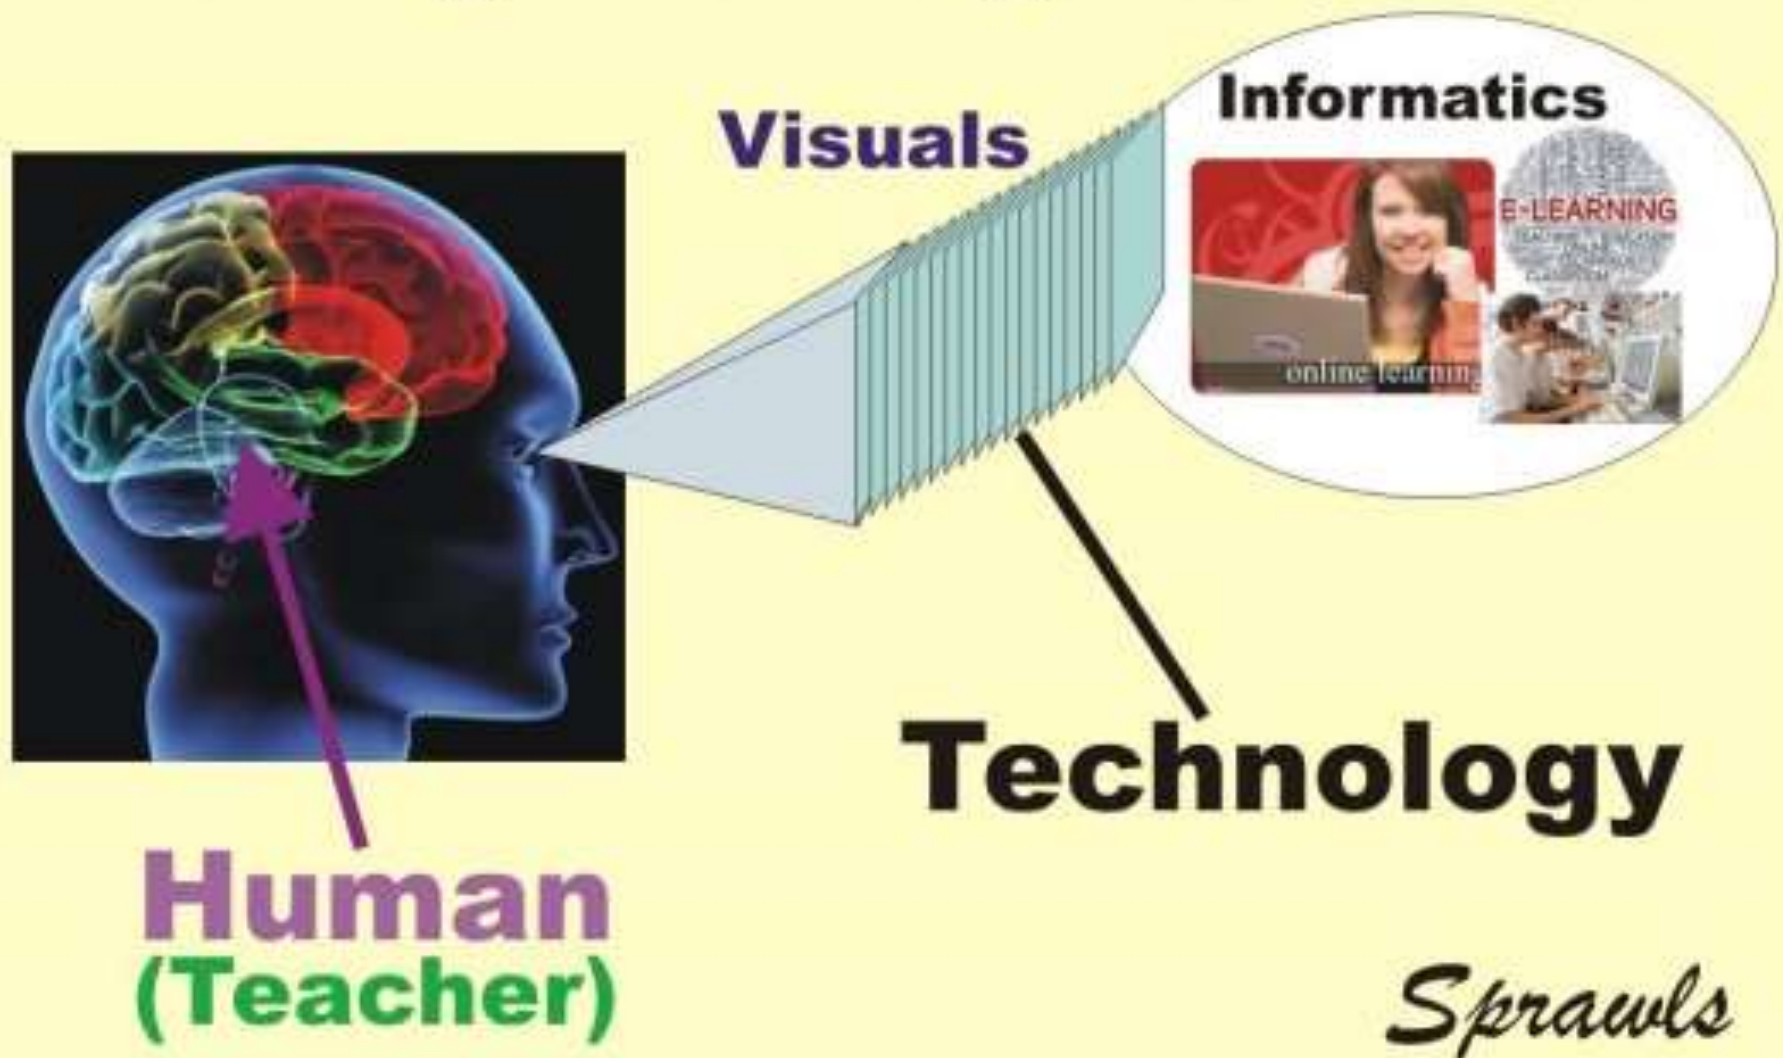 Visuals
Informatics
E-LEARNING
online learning
Technology
Human
(Teacher)
Sprawls